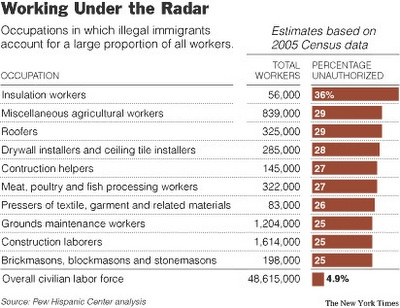 Working Under the Radar
Occupations in which illegal immigrants
account for a large proportion of all workers.
Estimates based on
2005 Census data
OCCUPATION
TOTAL
WORKERS
PERCENTAGE
UNAUTHORIZED
Insulation workers 56,000 36%
Miscellaneous agricultural workers 839,000 29
Roofers 325,000 29
Drywall installers and ceiling tile installers 285,000 28
Contruction helpers 145,000 27
Meat, poultry and fish processing workers 322,000 27
Pressers of textile, garment and related materials 83,000 26
Grounds maintenance workers 1,204,000 25
Construction laborers 1,614,000 25
Brickmasons, blockmasons and stonemasons 198,000 25
Overall civilian labor force 48,615,000 4.9%
Source: Pew Hispanic Center analysis
The New York Times